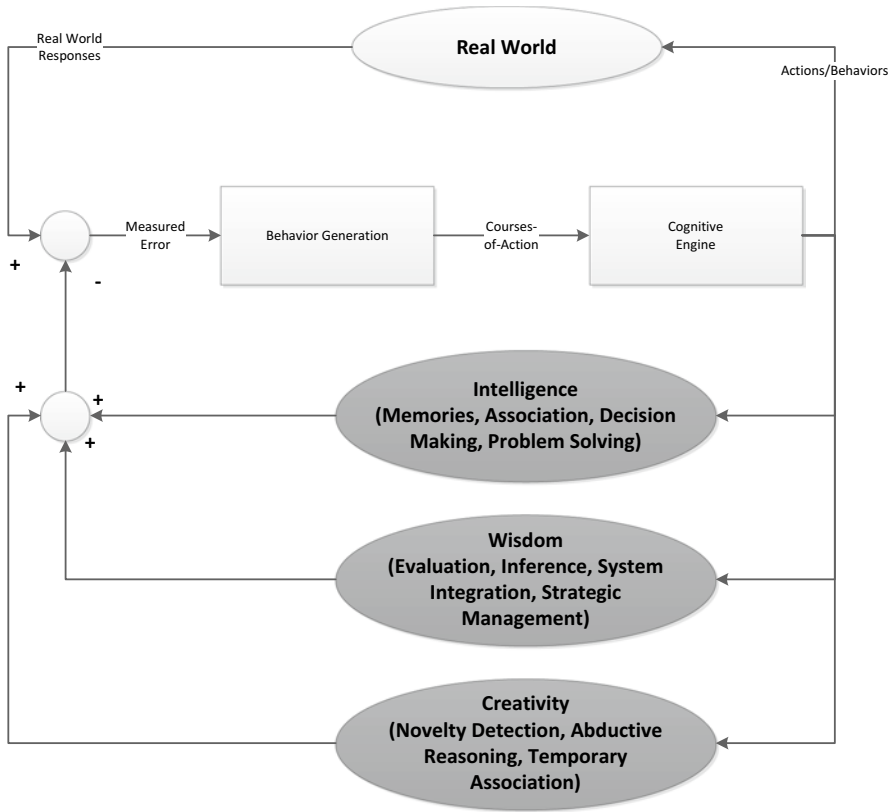 Real World
Responses
Real World
Actions/Behaviors
Measured
Error
Behavior Generation
Courses-
of-Action
Cognitive
Engine
+
-
+
+
+
Intelligence
(Memories, Association, Decision
Making, Problem Solving)
Wisdom
(Evaluation, Inference, System
Integration, Strategic
Management)
Creativity
(Novelty Detection, Abductive
Reasoning, Temporary
Association)